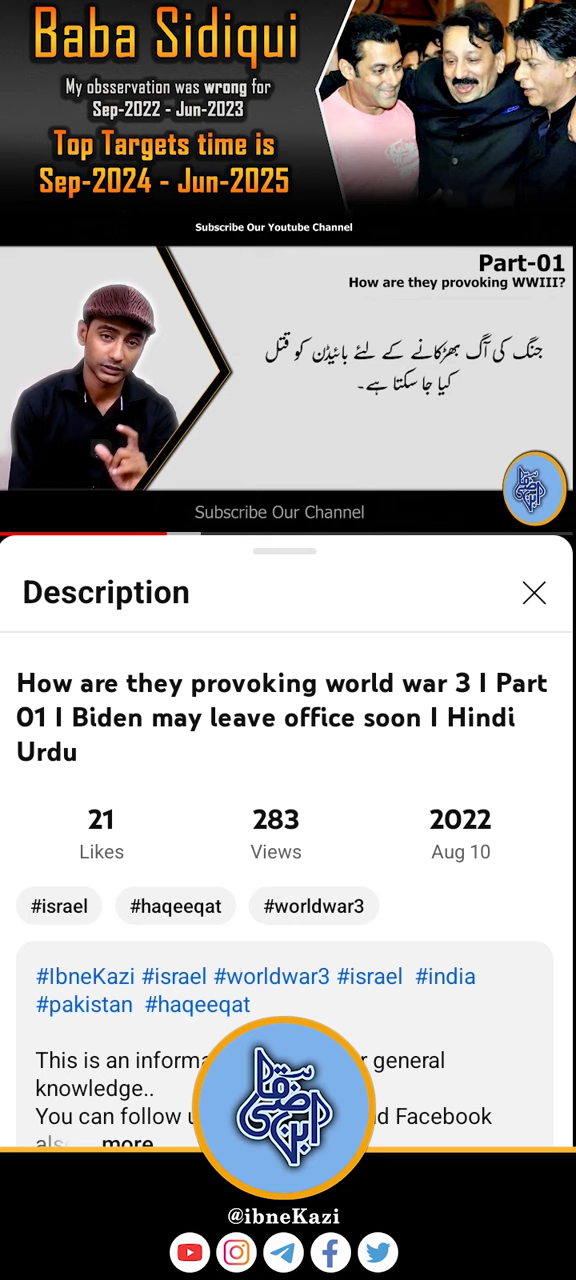 Baba Sidiqui
My obsservation was wrong for
Sep-2022 - Jun-2023
Top Targets time is
Sep-2024 - Jun-2025
Subscribe Our Youtube Channel
Part-01
How are they provoking WWIII?
جنگ کی آگ بھڑکانے کے لئے بائیڈن کو قتل
کیا جا سکتا ہے۔
Subscribe Our Channel
Description
How are they provoking world war 3 I Part
01 I Biden may leave office soon I Hindi
Urdu
21 283 2022
Likes Views Aug 10
#israel #haqeeqat #worldwar3
#IbneKazi #israel #worldwar3 #israel #india
#pakistan #haqeeqat
This is an general
knowledge..
You can follow Facebook
more
@ibneKazi